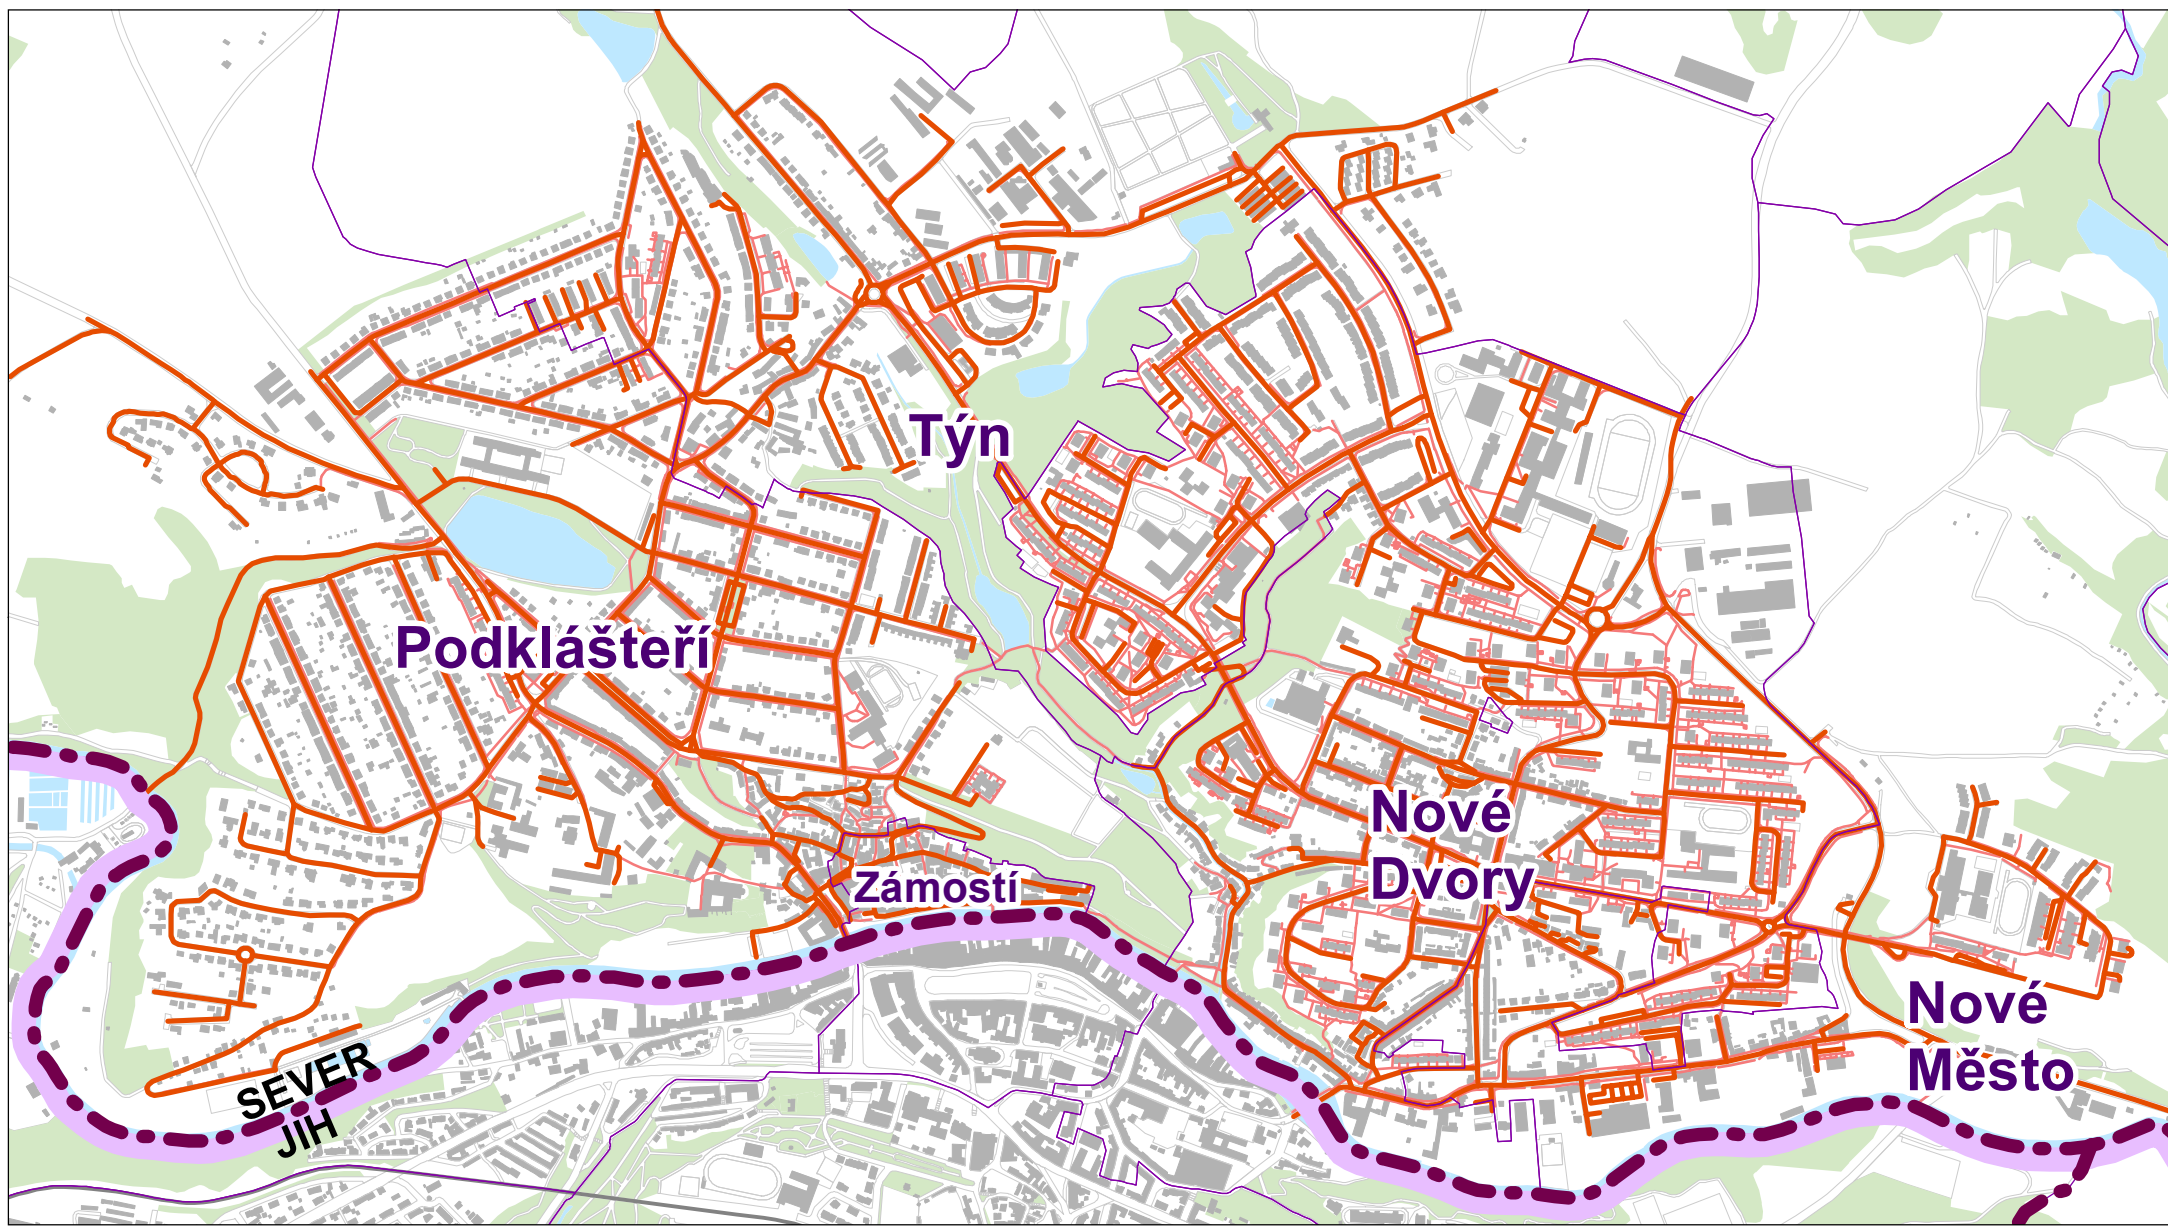 Týn
Podklášteří
Nové
Dvory
Zámostí
Nové
Město
SEVER
JIH